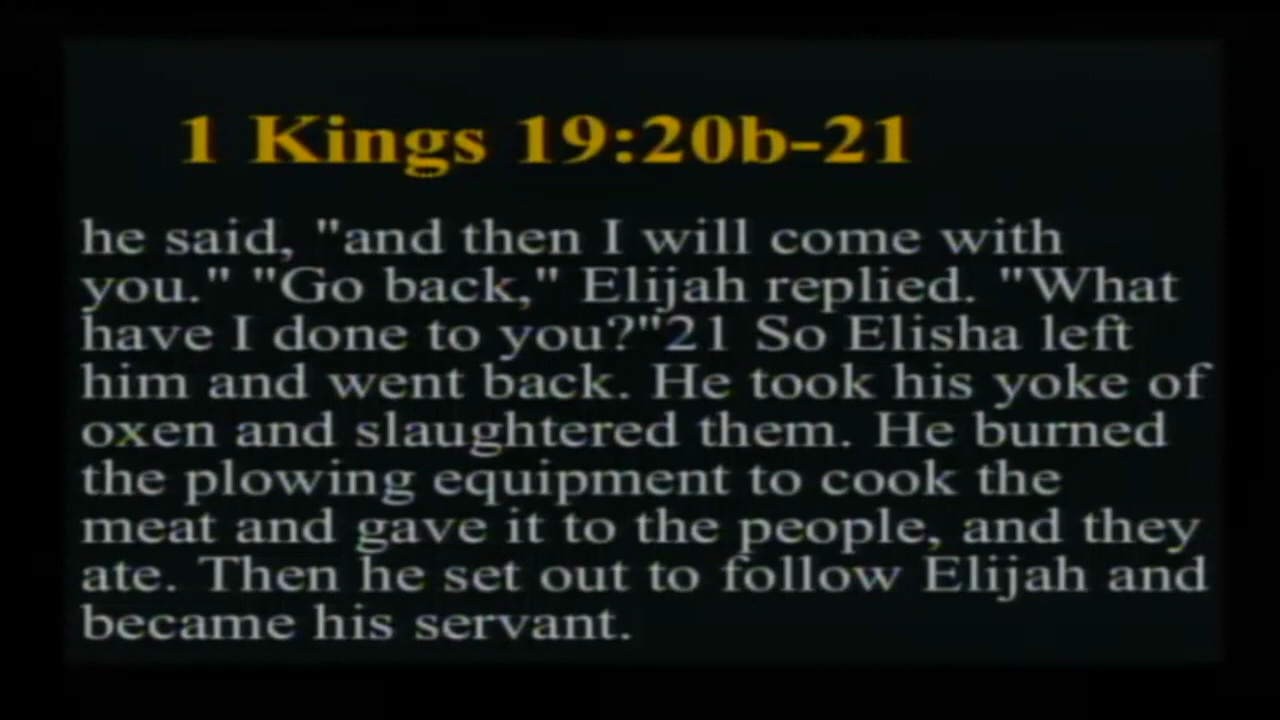 1 Kings 19:20b-21
he said, "and then I will come with
you." "Go back," Elijah replied. "What
have I done to you?"21 So Elisha left
him and went back. He took his yoke of
oxen and slaughtered them. He burned
the plowing equipment to cook the
meat and gave it to the people, and they
ate. Then he set out to follow Elijah and
became his servant.